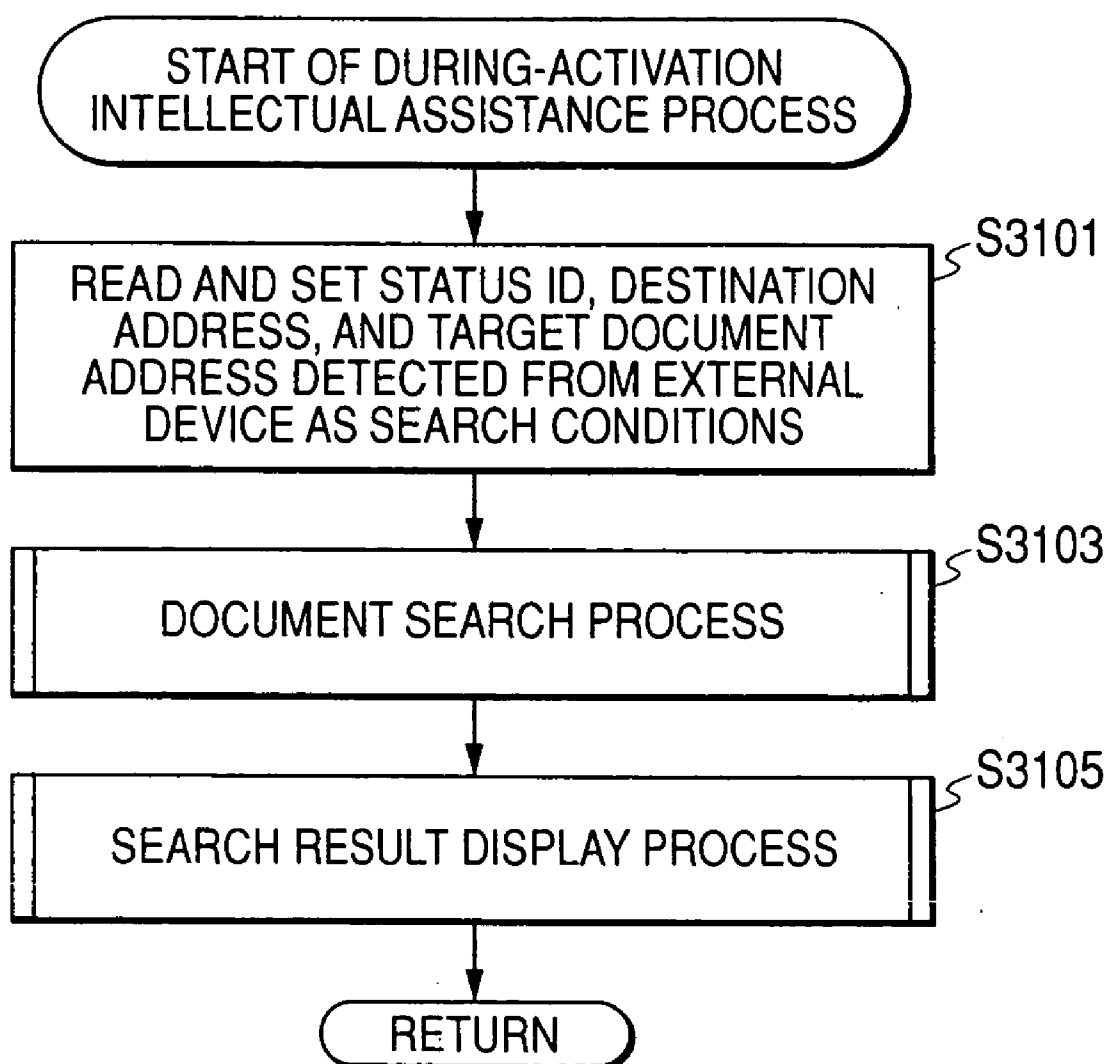 START OF DURING-ACTIVATION
INTELLECTUAL ASSISTANCE PROCESS
S3101
READ AND SET STATUS ID, DESTINATION
ADDRESS, AND TARGET DOCUMENT
ADDRESS DETECTED FROM EXTERNAL
DEVICE AS SEARCH CONDITIONS
S3103
DOCUMENT SEARCH PROCESS
S3105
SEARCH RESULT DISPLAY PROCESS
RETURN